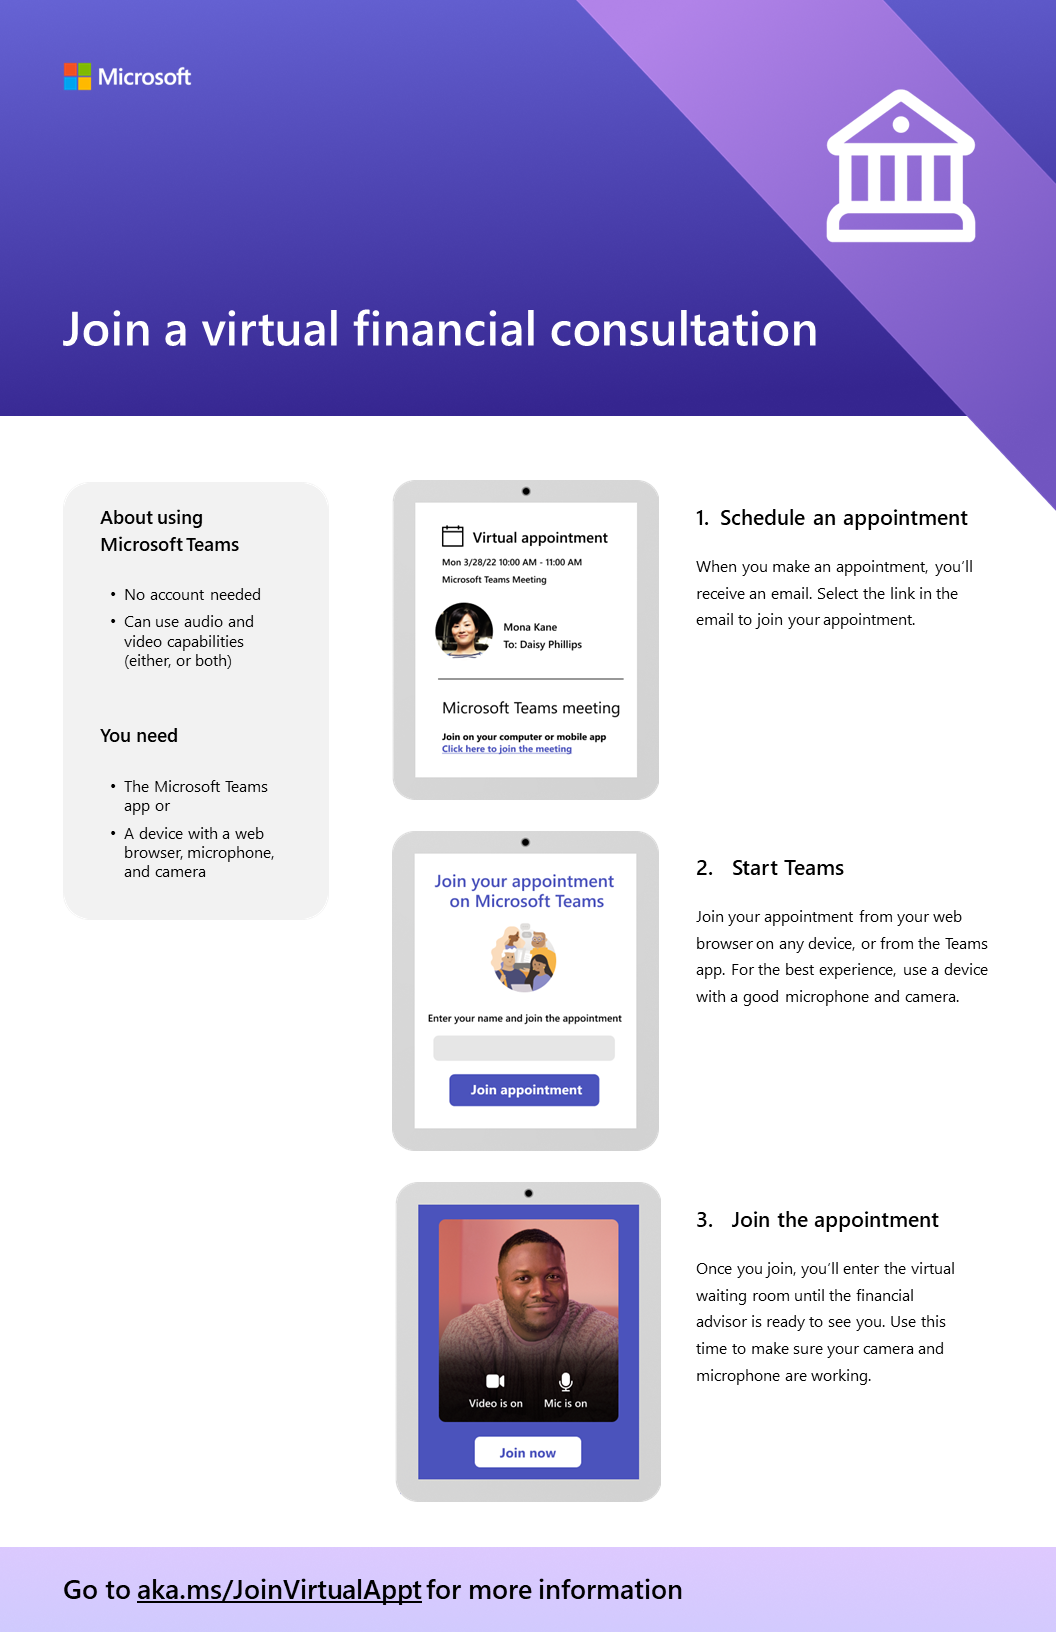 Microsoft
Join a virtual financial consultation
About using
Microsoft Teams
• No account needed
• Can use audio and
video capabilities
(either, or both)
You need
• The Microsoft Teams
app or
• A device with a web
browser, microphone,
and camera
Virtual appointment
Mon 3/28/22 10:00 AM - 11:00 AM
Microsoft Teams Meeting
Mona Kane
To: Daisy Phillips
Microsoft Teams meeting
Join on your computer or mobile app
Click here to join the meeting
1. Schedule an appointment
When you make an appointment, you'll
receive an email. Select the link in the
email to join your appointment.
Join your appointment
on Microsoft Teams
Enter your name and join the appointment
Join appointment
2. Start Teams
Join your appointment from your web
browser on any device, or from the Teams
app. For the best experience, use a device
with a good microphone and camera.
Video is on
Mic is on
Join now
3. Join the appointment
Once you join, you'll enter the virtual
waiting room until the financial
advisor is ready to see you. Use this
time to make sure your camera and
microphone are working.
Go to aka.ms/JoinVirtualAppt for more information